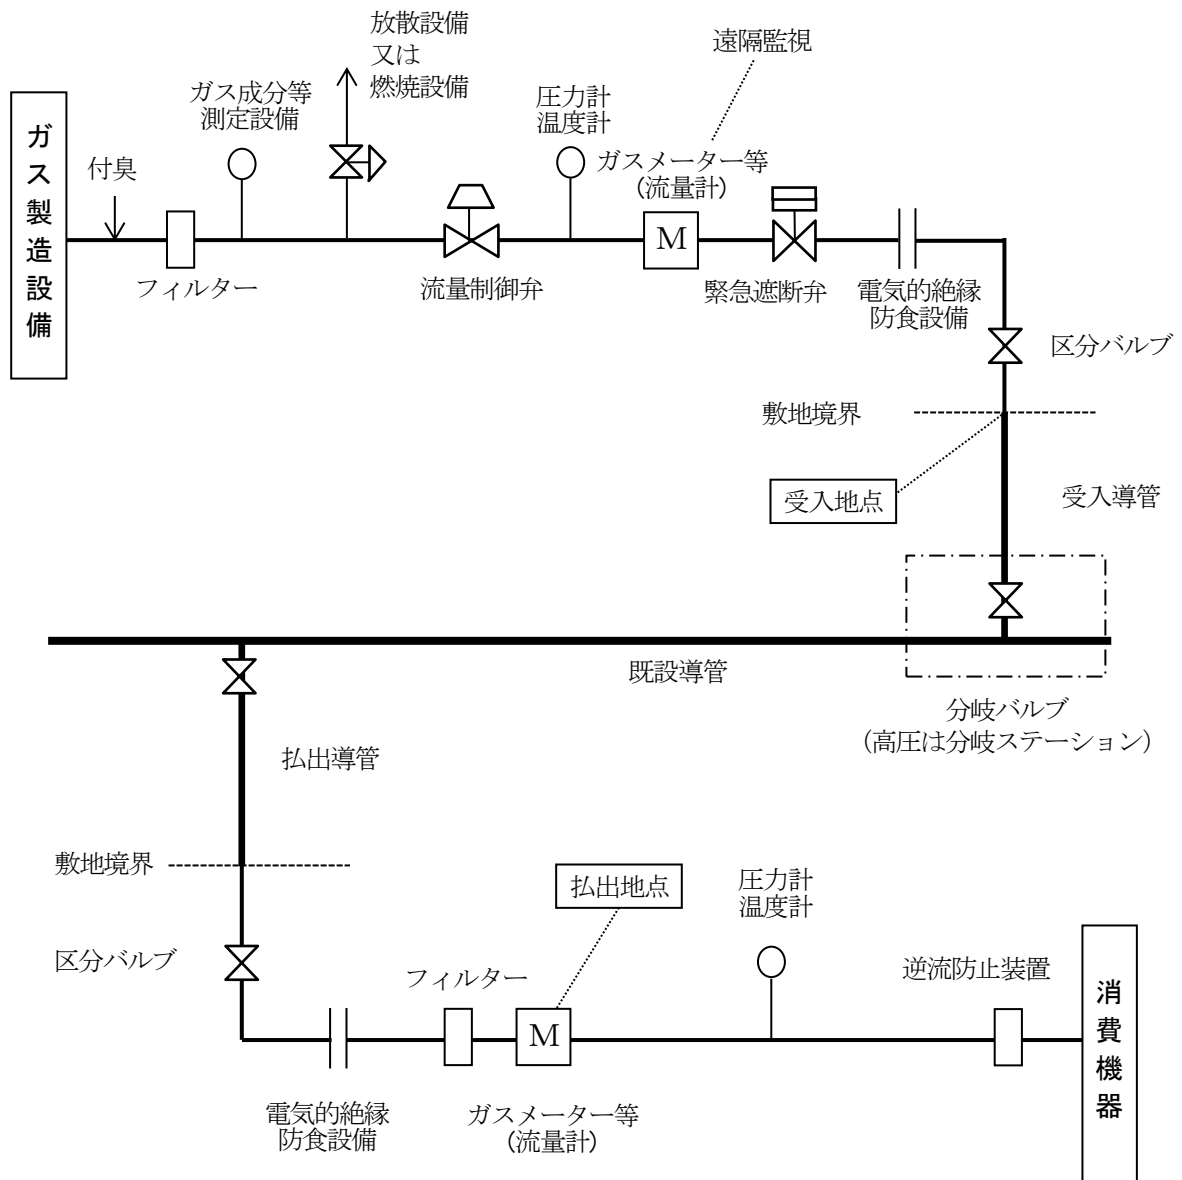 放散設備
又は
燃焼設備
遠隔監視
ガス成分等
測定設備
圧力計
温度計
ガス製造設備
付臭
ガスメーター等
(流量計)
M
フィルター
流量制御弁
緊急遮断弁
電気的絶縁
防食設備
区分バルブ
敷地境界
受入地点
受入導管
既設導管
分岐バルブ
(高圧は分岐ステーション)
払出導管
敷地境界
払出地点
圧力計
温度計
区分バルブ
フィルター
逆流防止装置
消費機器
M
電気的絶縁
防食設備
ガスメーター等
(流量計)